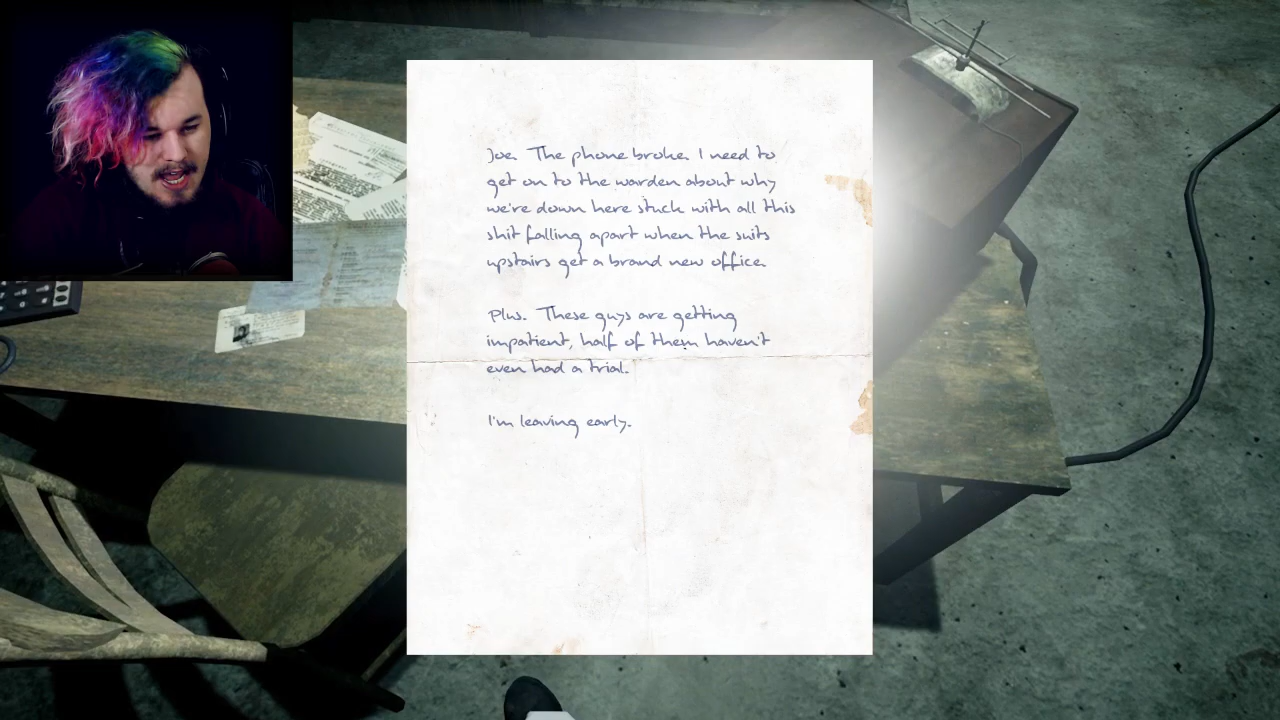 Joe. The phone broke. I need to
get on to the warden about why
we're down here stuck with all this
shit falling apart when the suits
upstairs get a brand new office.
Plus. These guys are getting
impatient, half of them haven't
even had a trial.
I'm leaving early.